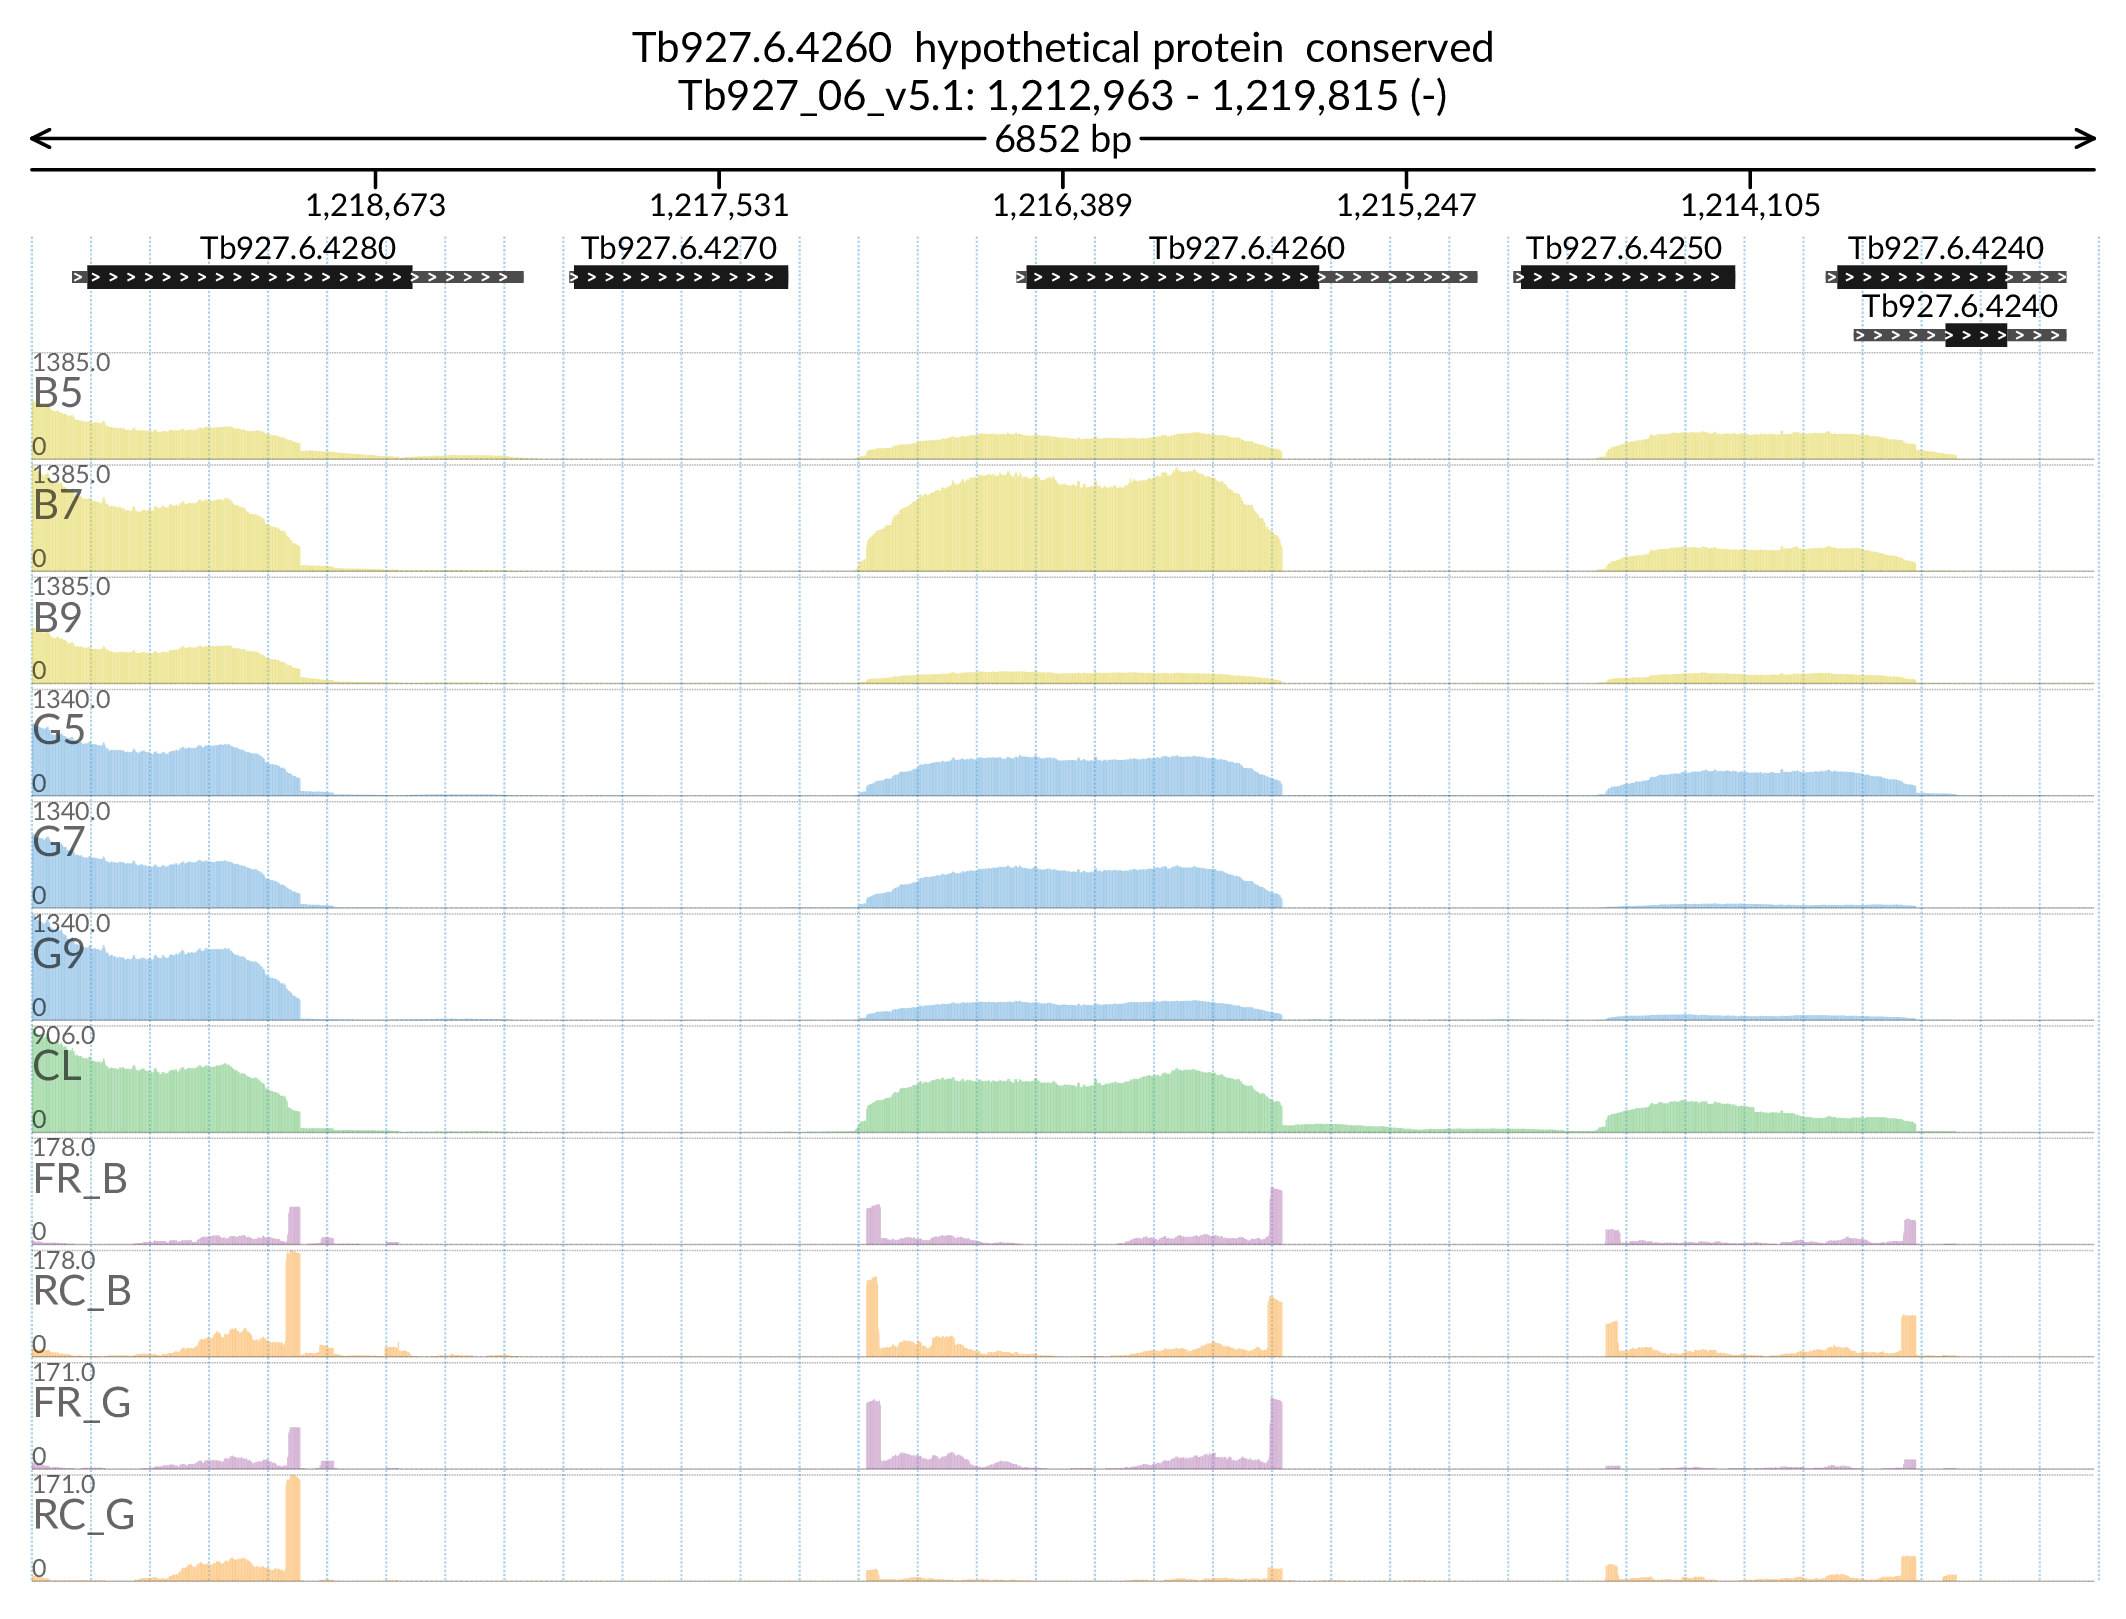 Tb927.6.4260  hypothetical protein  conserved
Tb927_06_v5.1: 1,212,963 - 1,219,815 (-)
6852 bp
1,218,673 1,217,531 1,216,389 1,215,247 1,214,105
Tb927.6.4280 Tb927.6.4270 Tb927.6.4260 Tb927.6.4250 Tb927.6.4240
Tb927.6.4240
1385.0
B5
0
1385.0
B7
0
1385.0
B9
0
1340.0
G5
0
1340.0
G7
0
1340.0
G9
0
906.0
CL
0
178.0
FR_B
0
178.0
RC_B
0
171.0
FR_G
0
171.0
RC_G
0